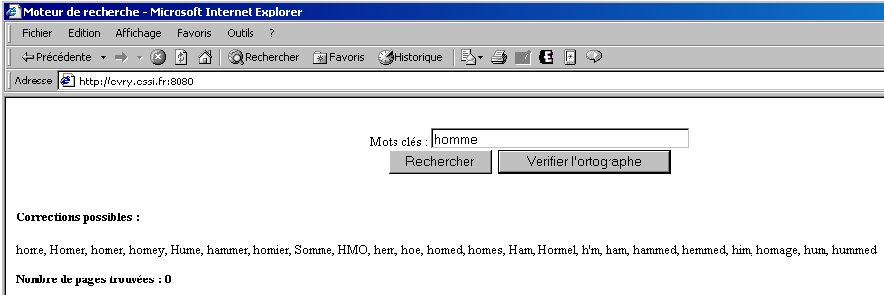 Moteur de recherche - Microsoft Internet Explorer
Fichier Edition Affichage Favoris Outils ?
Précédente Rechercher Favoris Historique
Adresse http://evry.essi.fr:8080
Mots clés : homme
Rechercher Verifier l'ortographe
Corrections possibles :
home, Homer, homer, homey, Hume, hammer, homier, Somme, HMO, hem, hoe, homed, homes, Ham, Hormel, h'm, ham, hammed, hemmed, him, homage, hum, hummed
Nombre de pages trouvées : 0